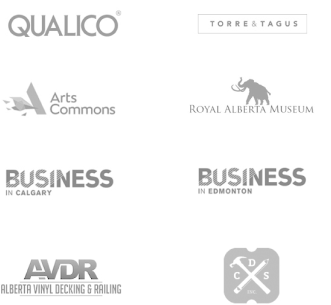 QUALICO®
TORRE & TAGUS
Arts
Commons
ROYAL ALBERTA MUSEUM
BUSINESS
IN CALGARY
BUSINESS
IN EDMONTON
AVDR
ALBERTA VINYL DECKING & RAILING
D
C S